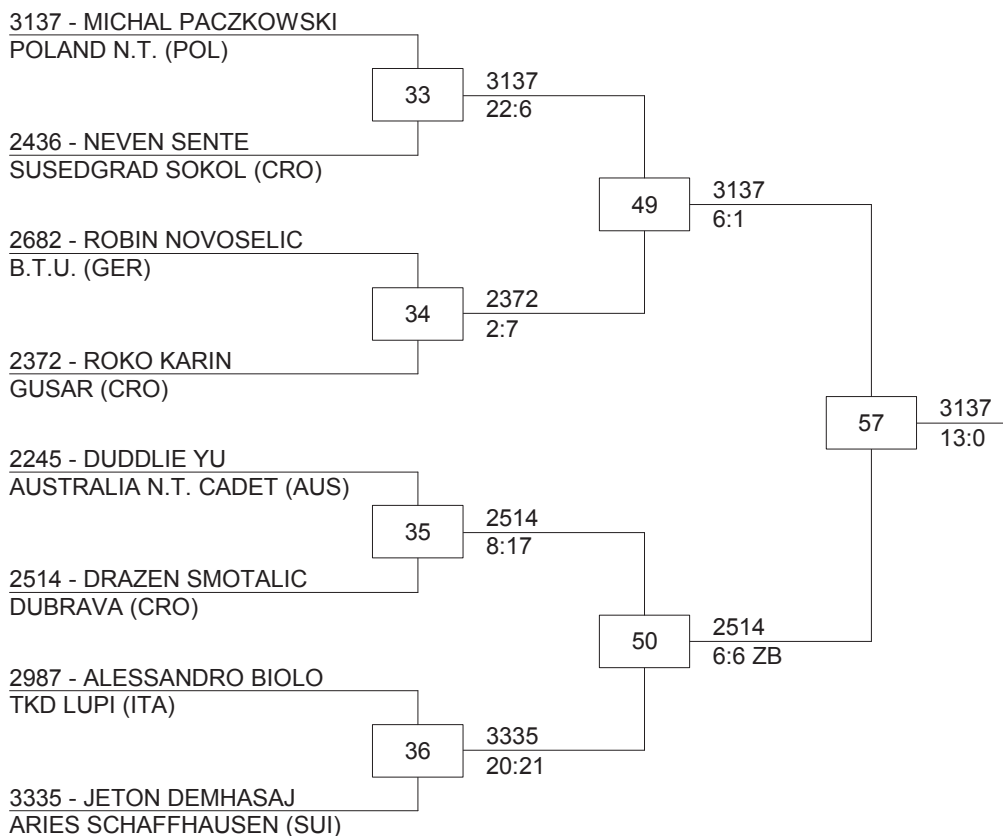 3137 - MICHAL PACZKOWSKI
POLAND N.T. (POL)
33
3137
22:6
2436 - NEVEN SENTE
SUSEDGRAD SOKOL (CRO)
49
3137
6:1
2682 - ROBIN NOVOSELIC
B.T.U. (GER)
34
2372
2:7
2372 - ROKO KARIN
GUSAR (CRO)
57
3137
13:0
2245 - DUDDLIE YU
AUSTRALIA N.T. CADET (AUS)
35
2514
8:17
2514 - DRAZEN SMOTALIC
DUBRAVA (CRO)
50
2514
6:6 ZB
2987 - ALESSANDRO BIOLO
TKD LUPI (ITA)
36
3335
20:21
3335 - JETON DEMHASAJ
ARIES SCHAFFHAUSEN (SUI)